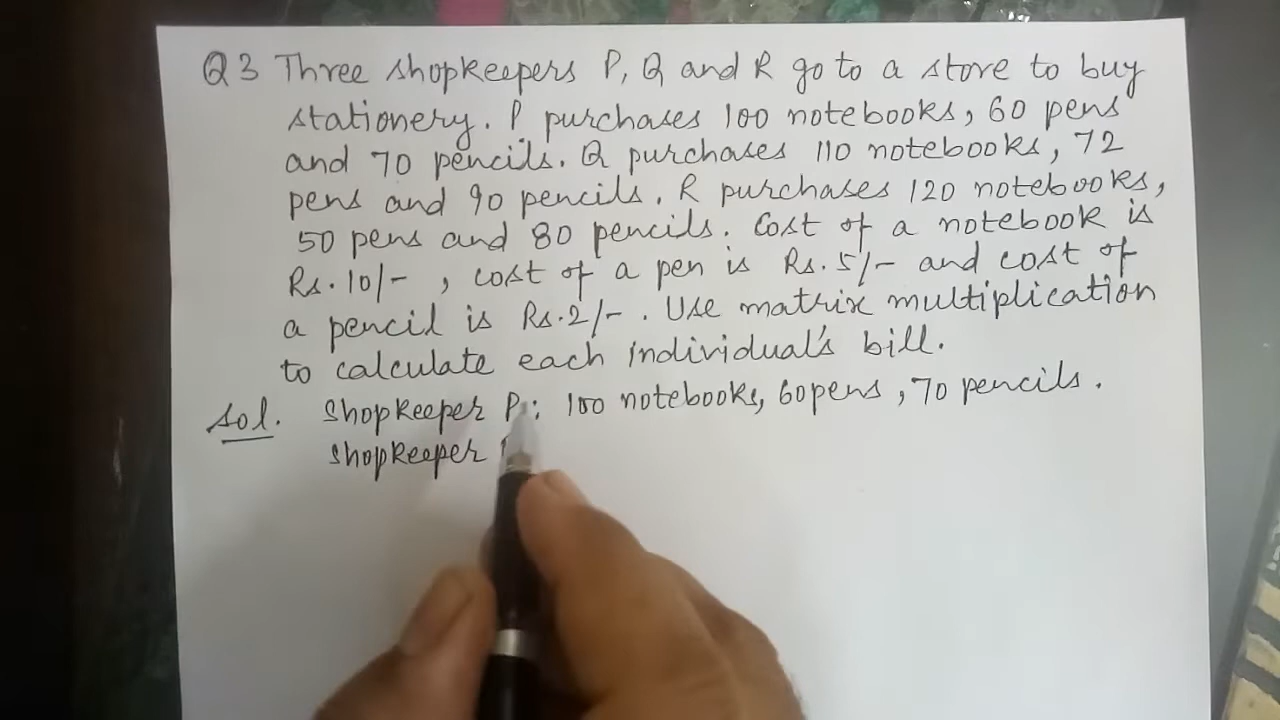 Q3 Three shopkeepers P, Q and R go to a store to buy
stationery. P purchases 100 notebooks, 60 pens
and 70 pencils. Q purchases 110 notebooks, 72
pens and 90 pencils. R purchases 120 notebooks,
50 pens and 80 pencils. Cost of a notebook is
Rs. 10/- , cost of a pen is Rs. 5/- and cost of
a pencil is Rs. 2/- . Use matrix multiplication
to calculate each individual's bill.
Sol. Shopkeeper P: 100 notebooks, 60 pens, 70 pencils.
Shopkeeper